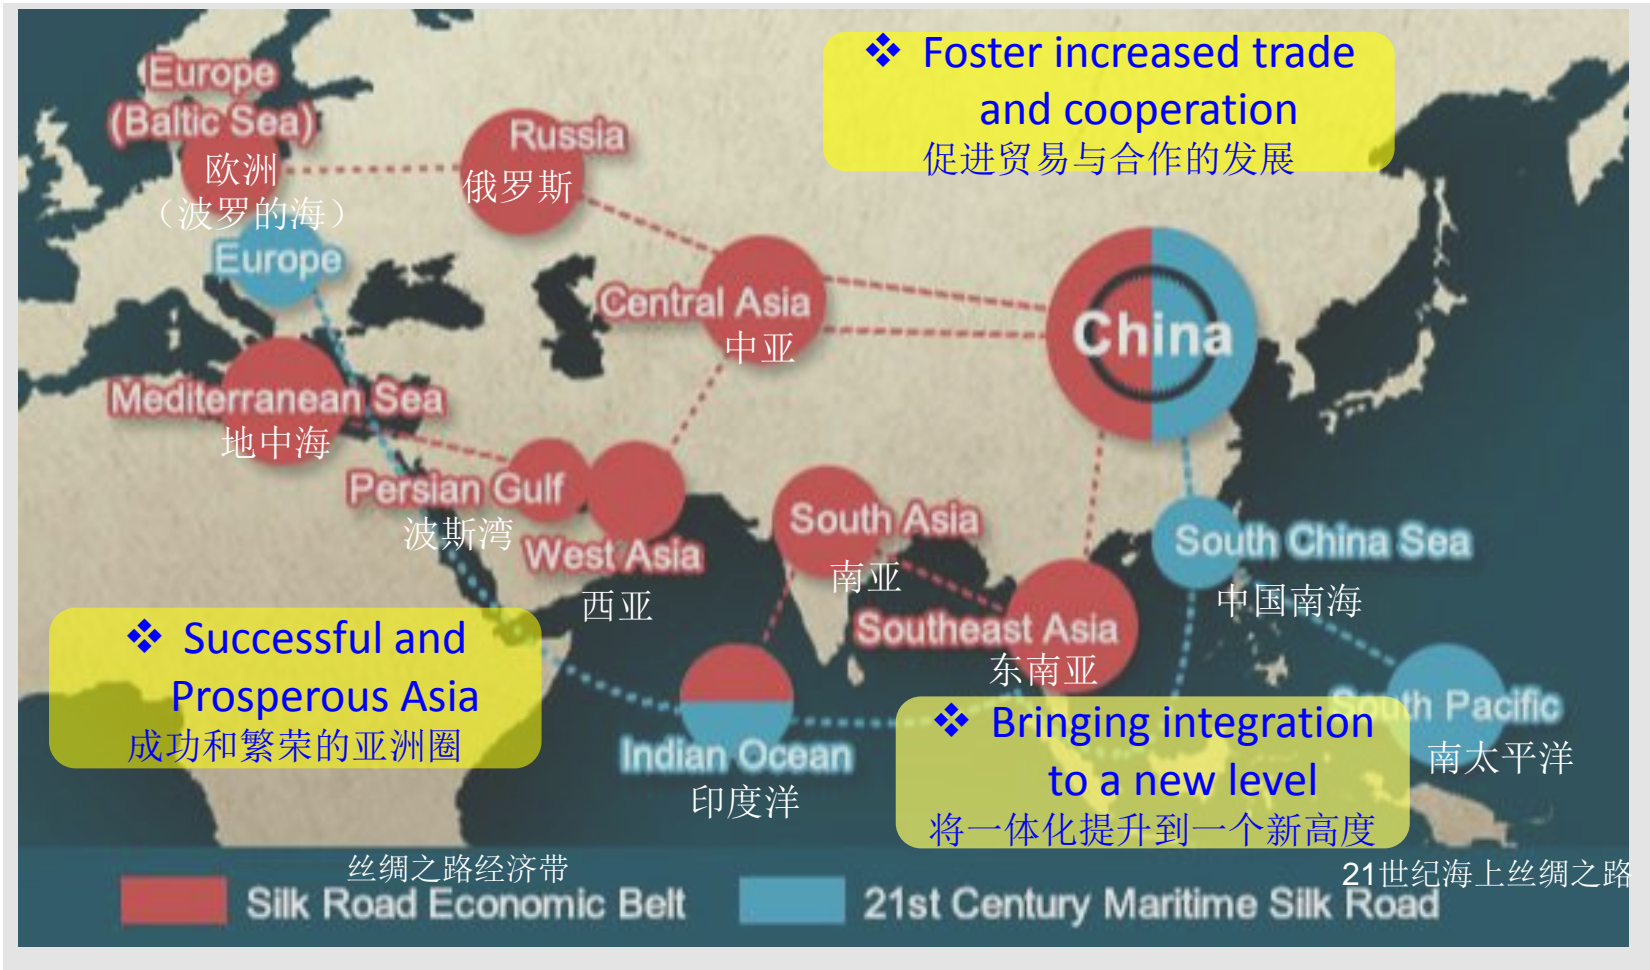 ❖ Foster increased trade
and cooperation
促进贸易与合作的发展
Europe
(Baltic Sea)
欧洲
（波罗的海）
Russia
俄罗斯
Europe
Central Asia
中亚
China
Mediterranean Sea
地中海
Persian Gulf
波斯湾
West Asia
西亚
South Asia
南亚
South China Sea
中国南海
Southeast Asia
东南亚
❖ Successful and
Prosperous Asia
成功和繁荣的亚洲圈
Indian Ocean
印度洋
❖ Bringing integration
to a new level
将一体化提升到一个新高度
South Pacific
南太平洋
丝绸之路经济带
Silk Road Economic Belt
21世纪海上丝绸之路
21st Century Maritime Silk Road